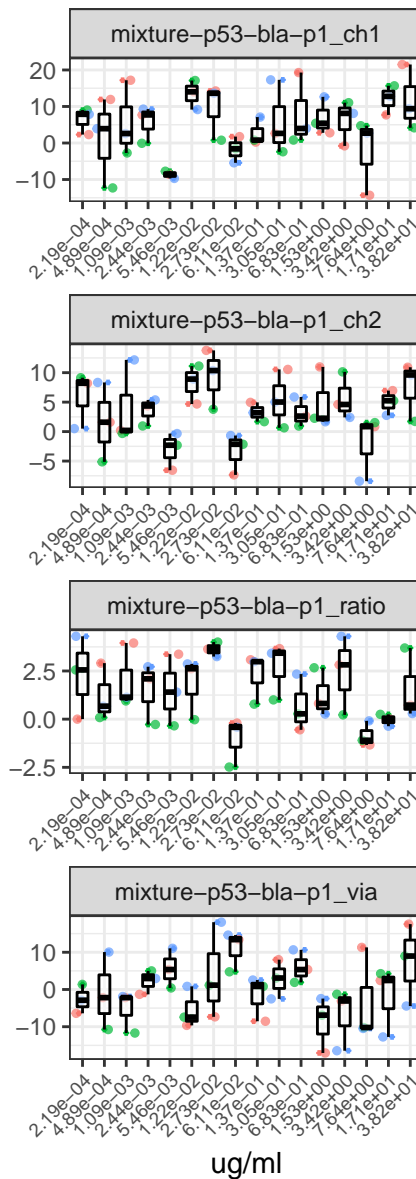 mixture−p53−bla−p1_ch1
20
10
0
−10
2.19e−04
4.89e−04
1.09e−03
2.44e−03
5.46e−03
1.22e−02
2.73e−02
6.11e−02
1.37e−01
3.05e−01
6.83e−01
1.53e+00
3.42e+00
7.64e+00
1.71e+01
3.82e+01
mixture−p53−bla−p1_ch2
10
5
0
−5
2.19e−04
4.89e−04
1.09e−03
2.44e−03
5.46e−03
1.22e−02
2.73e−02
6.11e−02
1.37e−01
3.05e−01
6.83e−01
1.53e+00
3.42e+00
7.64e+00
1.71e+01
3.82e+01
mixture−p53−bla−p1_ratio
2.5
0.0
−2.5
2.19e−04
4.89e−04
1.09e−03
2.44e−03
5.46e−03
1.22e−02
2.73e−02
6.11e−02
1.37e−01
3.05e−01
6.83e−01
1.53e+00
3.42e+00
7.64e+00
1.71e+01
3.82e+01
mixture−p53−bla−p1_via
10
0
−10
2.19e−04
4.89e−04
1.09e−03
2.44e−03
5.46e−03
1.22e−02
2.73e−02
6.11e−02
1.37e−01
3.05e−01
6.83e−01
1.53e+00
3.42e+00
7.64e+00
1.71e+01
3.82e+01
ug/ml